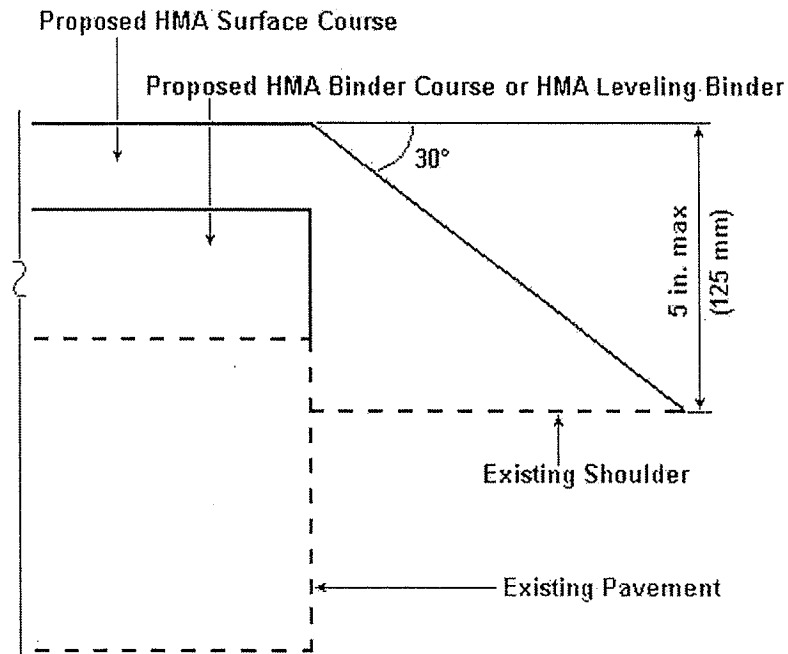 Proposed HMA Surface Course
Proposed HMA Binder Course or HMA Leveling Binder
30°
5 in. max
(125 mm)
Existing Shoulder
Existing Pavement